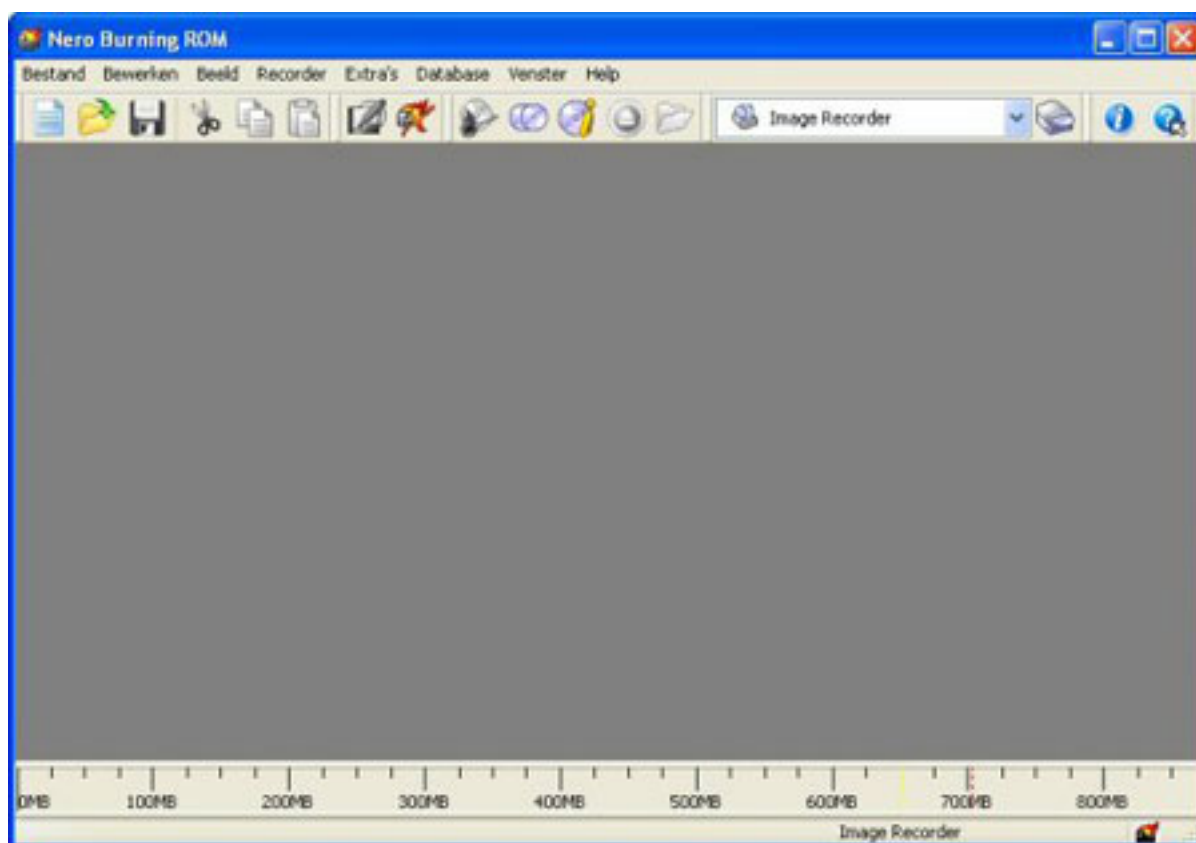 Nero Burning ROM
Bestand Bewerken Beeld Recorder Extra's Database Venster Help
Image Recorder
0MB 100MB 200MB 300MB 400MB 500MB 600MB 700MB 800MB
Image Recorder